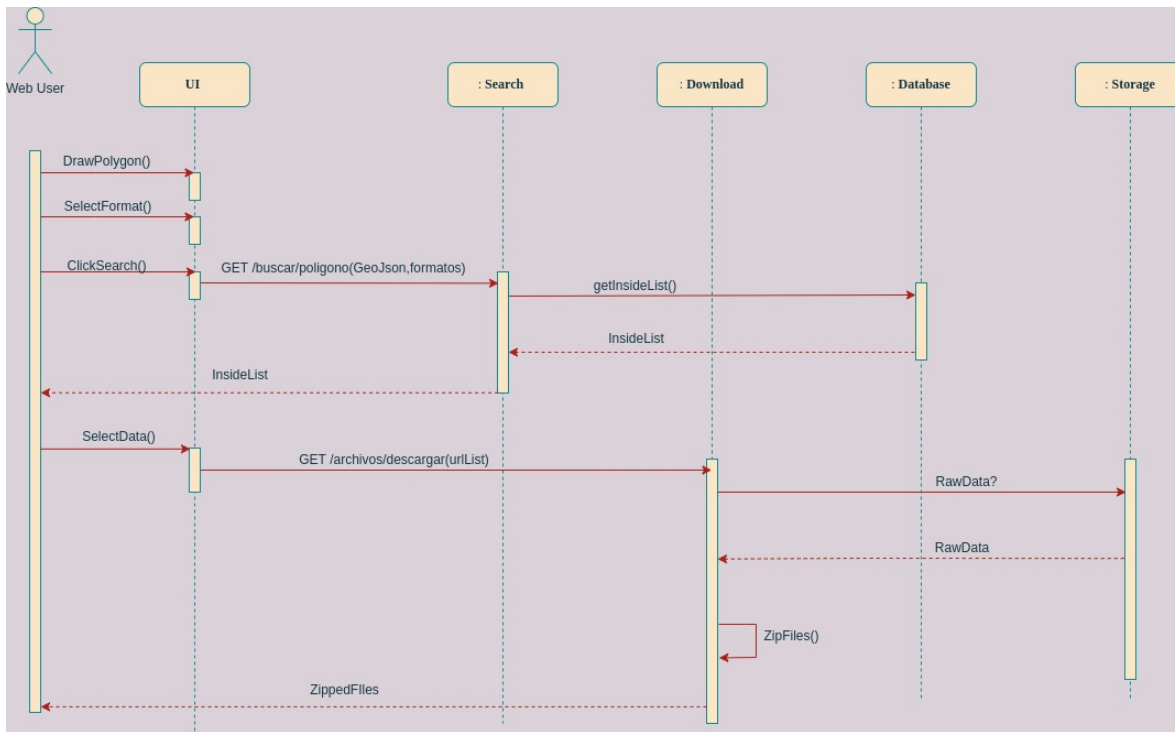 Web User
UI
: Search
: Download
: Database
: Storage
DrawPolygon()
SelectFormat()
ClickSearch()
GET /buscar/poligono(GeoJson,formatos)
getInsideList()
InsideList
InsideList
SelectData()
GET /archivos/descargar(urlList)
RawData?
RawData
ZipFiles()
ZippedFIles